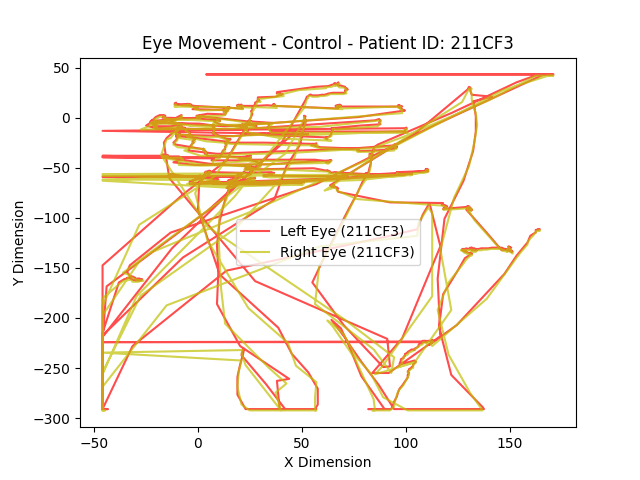 Eye Movement - Control - Patient ID: 211CF3
50
0
−50
−100
−150
−200
−250
−300
Y Dimension
Left Eye (211CF3)
Right Eye (211CF3)
−50
0
50
100
150
X Dimension